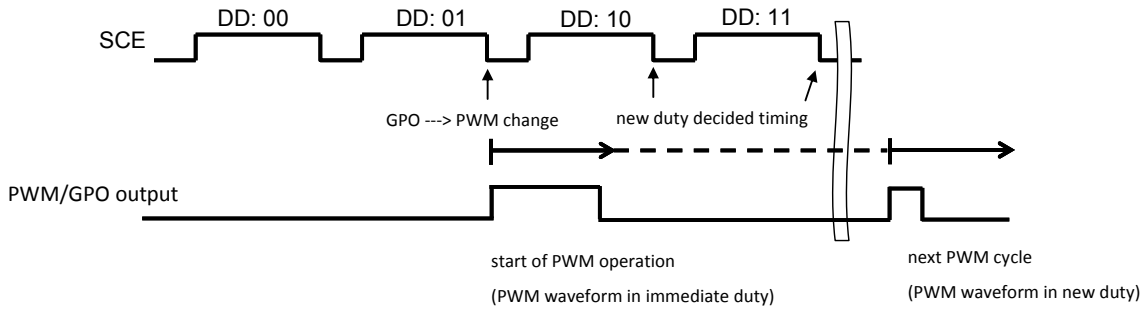 DD: 00 DD: 01 DD: 10 DD: 11
SCE
GPO ---> PWM change new duty decided timing
PWM/GPO output
start of PWM operation
(PWM waveform in immediate duty)
next PWM cycle
(PWM waveform in new duty)